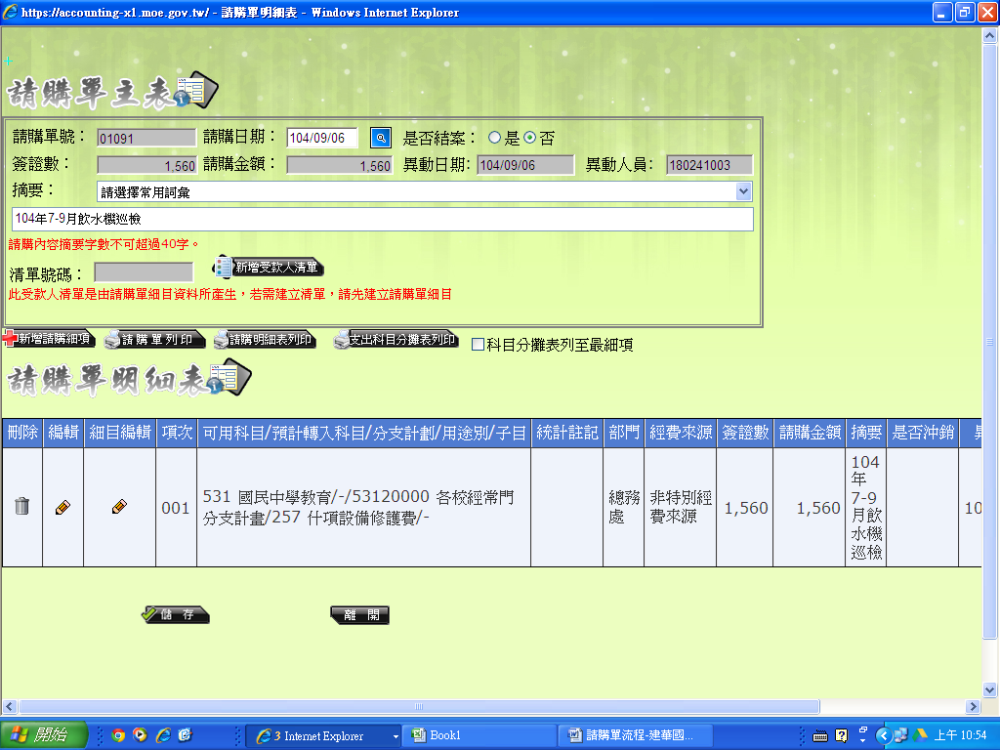 https://accounting-x1.moe.gov.tw/ - 請購單明細表 - Windows Internet Explorer
請購單主表
請購單號： 01091 請購日期： 104/09/06 是否結案： 是 否
簽證數： 1,560 請購金額： 1,560 異動日期: 104/09/06 異動人員: 180241003
摘要： 請選擇常用詞彙
104年7-9月飲水機巡檢
請購內容摘要字數不可超過40字。
清單號碼： 新增受款人清單
此受款人清單是由請購單細目資料所產生，若需建立清單，請先建立請購單細目
新增請購細項 請購單列印 請購明細表列印 支出科目分攤表列印 科目分攤表列至最細項
請購單明細表
刪除 編輯 細目編輯 項次 可用科目/預計轉入科目/分支計劃/用途別/子目 統計註記 部門 經費來源 簽證數 請購金額 摘要 是否沖銷
001 531 國民中學教育/-/53120000 各校經常門
分支計畫/257 什項設備修護費/-
總務
處
非特別經
費來源
1,560 1,560
104
年
7-9
月飲
水機
巡檢
10
儲 存 離 開
開始 3 Internet Explorer Book1 請購單流程-建華國... 上午 10:54